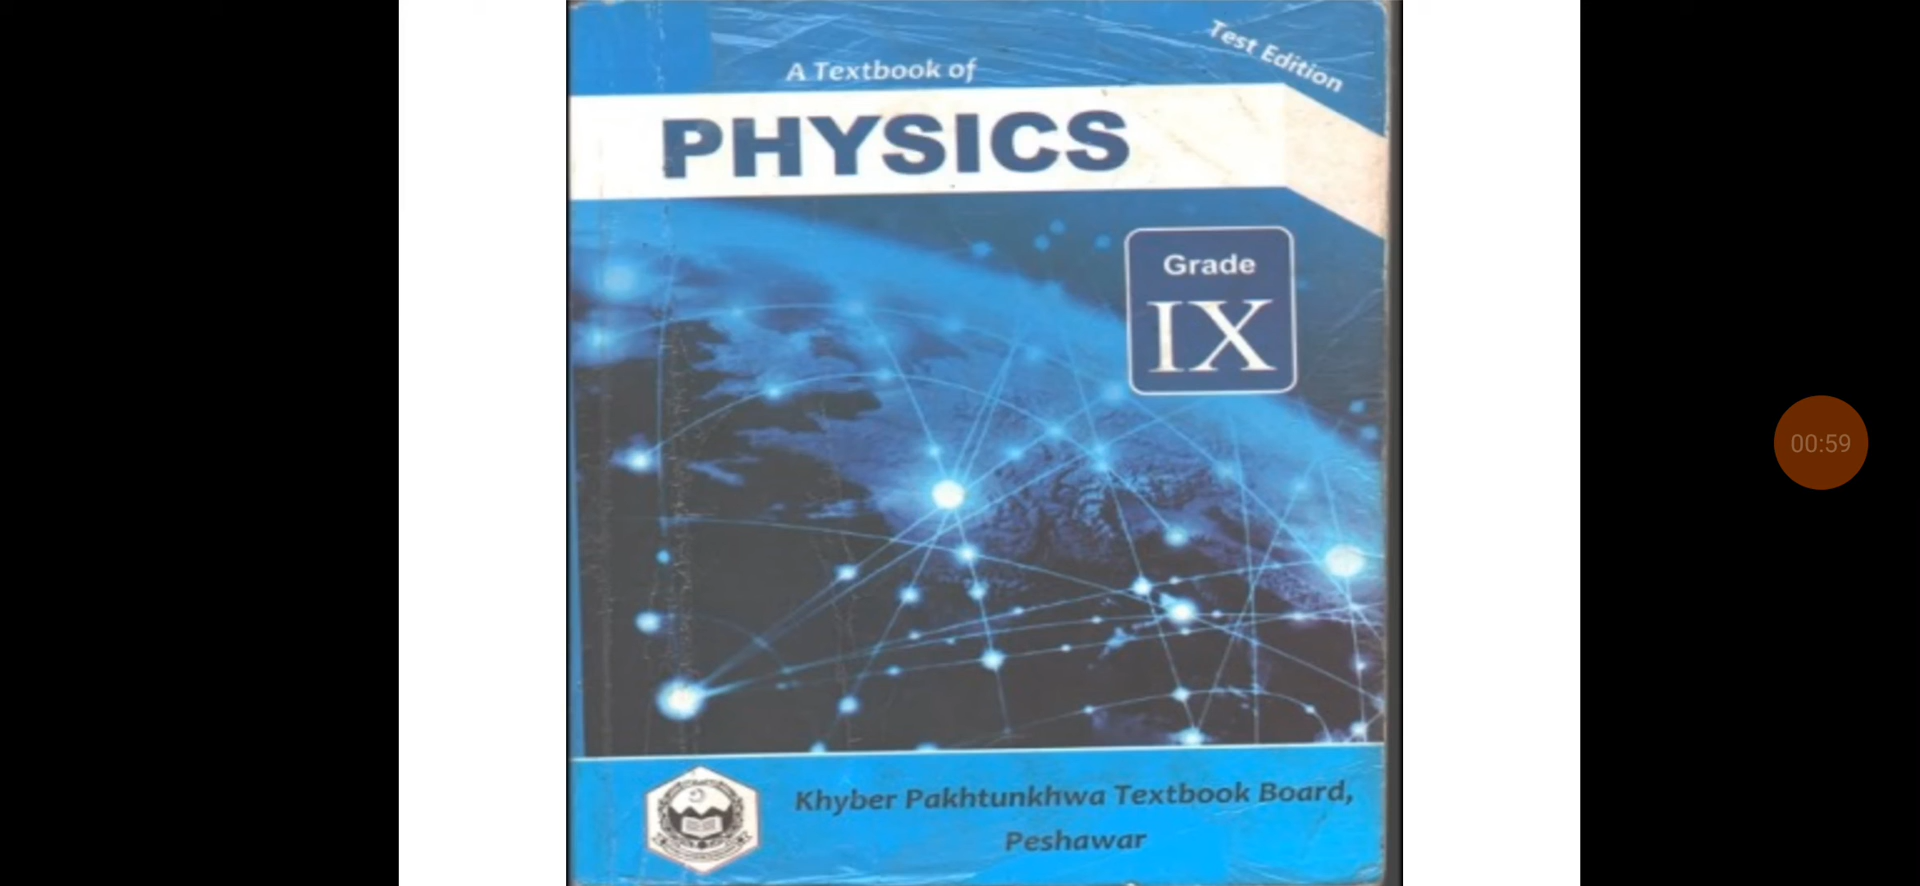 Test Edition
A Textbook of
PHYSICS
Grade
IX
Khyber Pakhtunkhwa Textbook Board,
Peshawar
00:59